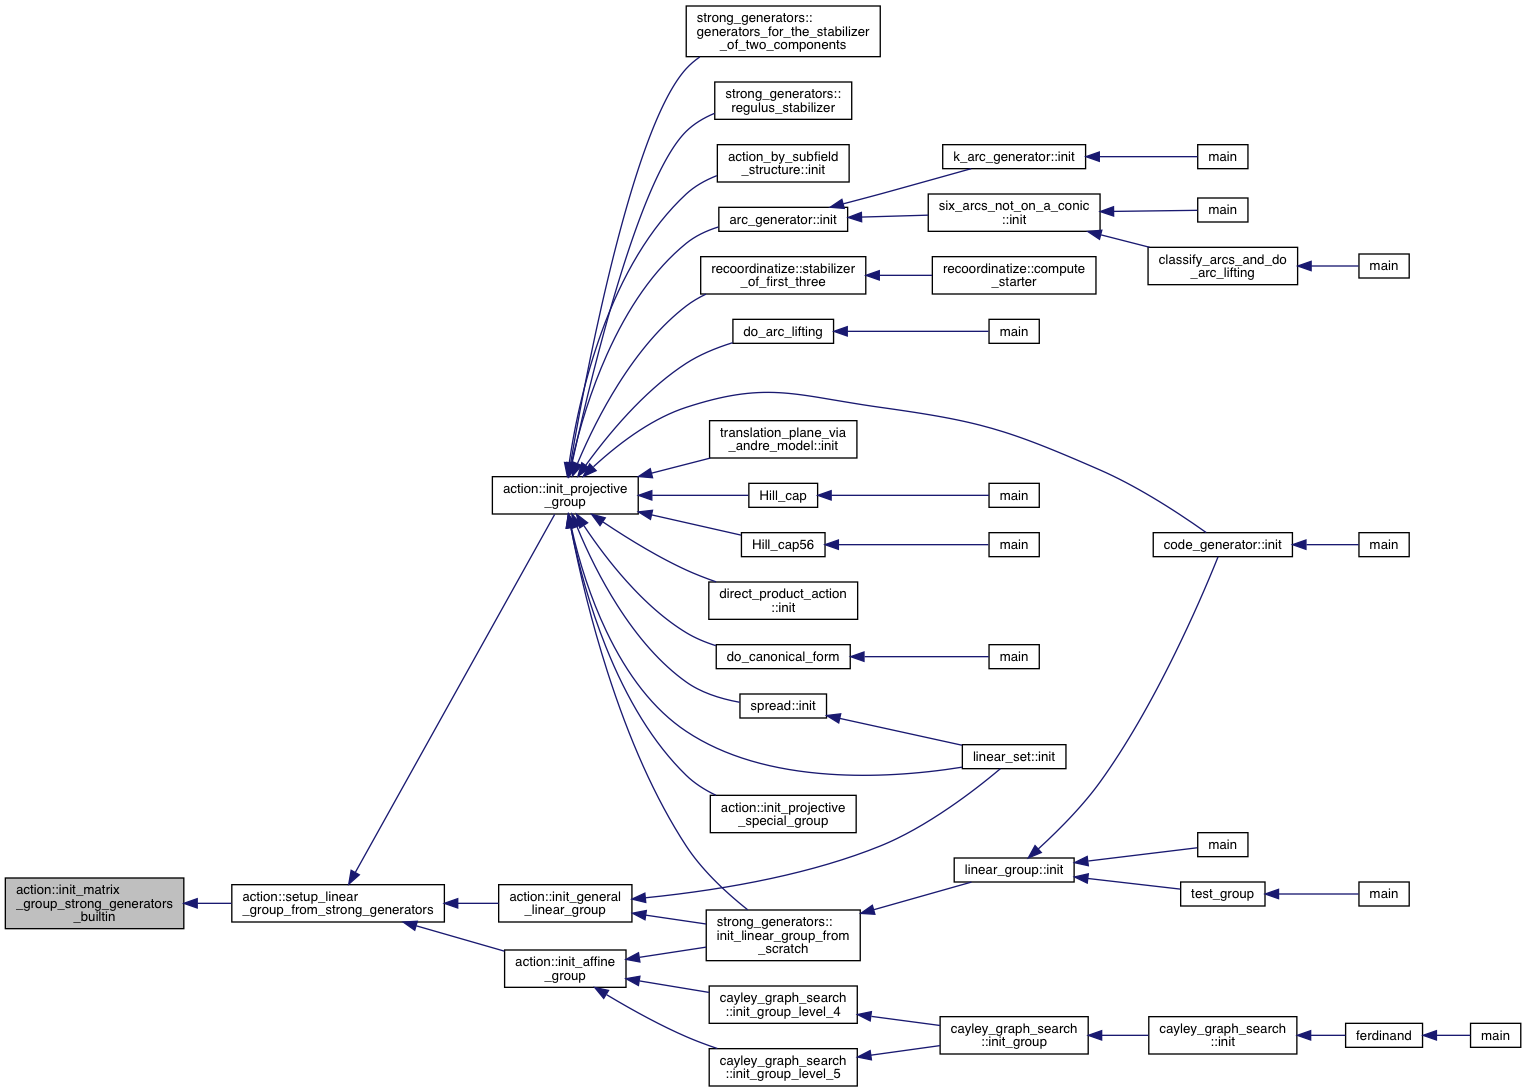 strong_generators::
generators_for_the_stabilizer
_of_two_components
strong_generators::
regulus_stabilizer
action_by_subfield
_structure::init
k_arc_generator::init
main
arc_generator::init
six_arcs_not_on_a_conic
::init
main
classify_arcs_and_do
_arc_lifting
main
recoordinatize::stabilizer
_of_first_three
recoordinatize::compute
_starter
do_arc_lifting
main
translation_plane_via
_andre_model::init
action::init_projective
_group
Hill_cap
main
Hill_cap56
main
code_generator::init
main
direct_product_action
::init
do_canonical_form
main
spread::init
linear_set::init
action::init_projective
_special_group
main
linear_group::init
test_group
main
action::init_matrix
_group_strong_generators
_builtin
action::setup_linear
_group_from_strong_generators
action::init_general
_linear_group
strong_generators::
init_linear_group_from
_scratch
action::init_affine
_group
cayley_graph_search
::init_group_level_4
cayley_graph_search
::init_group
cayley_graph_search
::init
ferdinand
main
cayley_graph_search
::init_group_level_5